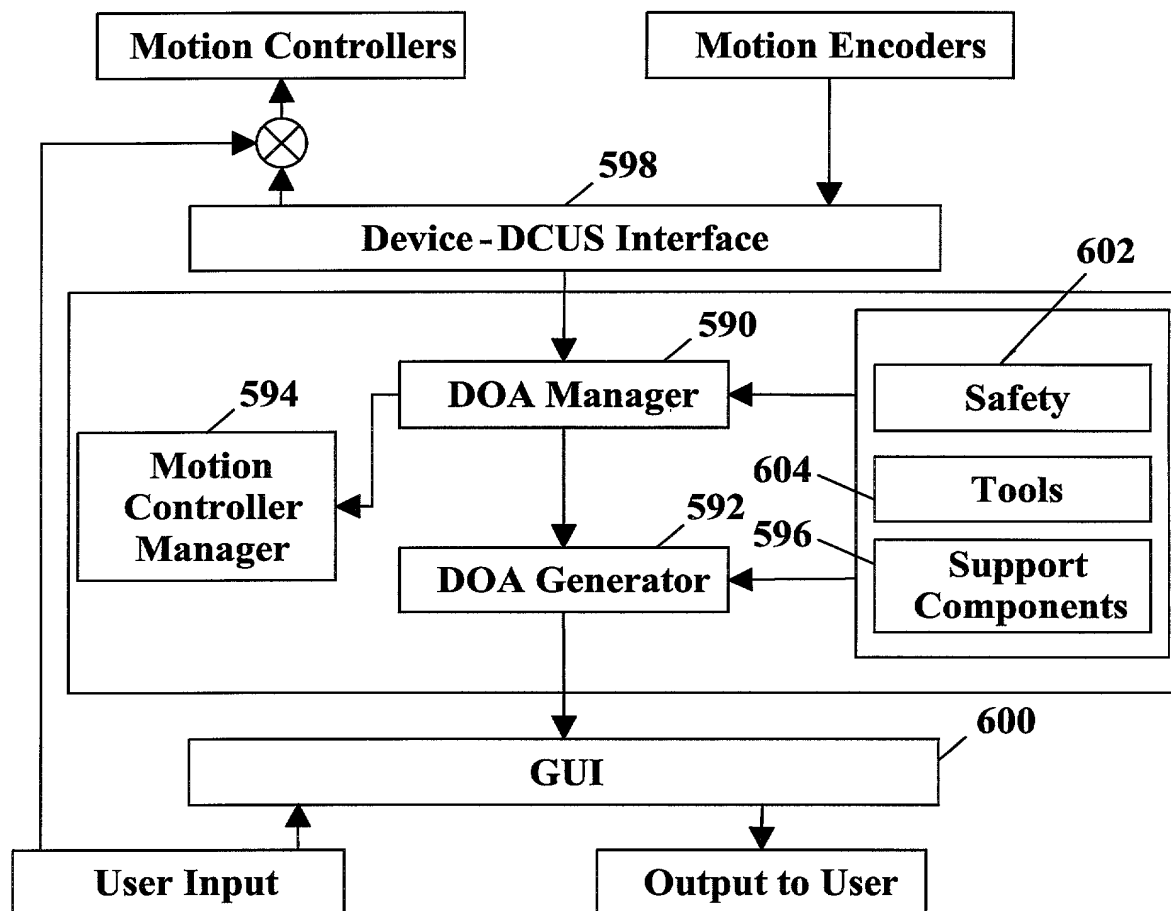 Motion Controllers
Motion Encoders
598
Device-DCUS Interface
602
590
DOA Manager
Safety
594
Motion
Controller
Manager
604
Tools
592
596
DOA Generator
Support
Components
600
GUI
User Input
Output to User